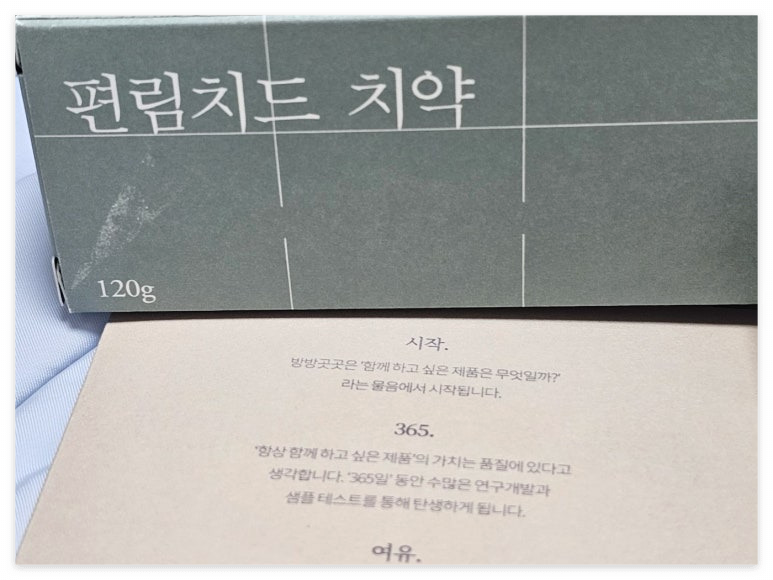 편림치드 치약
120g
시작.
방방곳곳은 '함께 하고 싶은 제품은 무엇일까?'
라는 물음에서 시작됩니다.
365.
'항상 함께 하고 싶은 제품'의 가치는 품질에 있다고
생각합니다. '365일' 동안 수많은 연구개발과
샘플 테스트를 통해 탄생하게 됩니다.
여유.